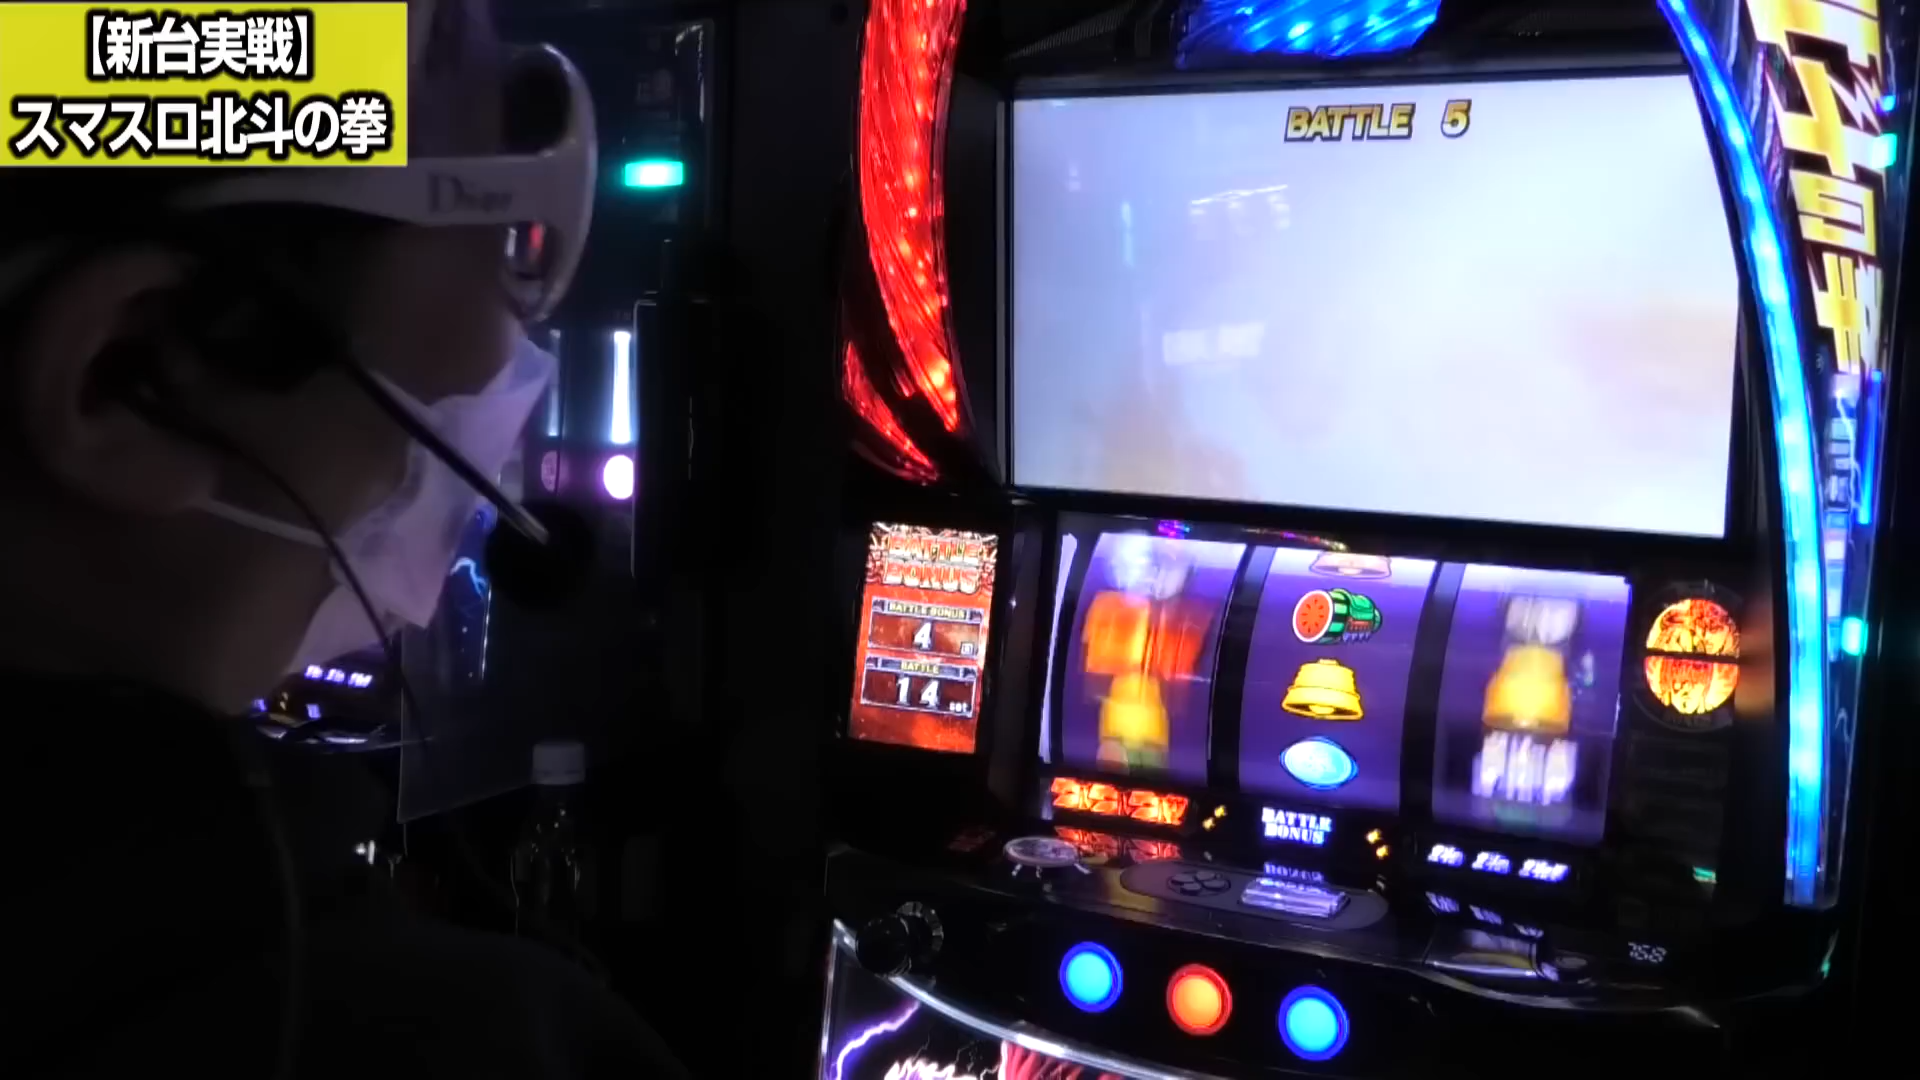 【新台実戦】
スマスロ北斗の拳
Dior
BATTLE 5
BATTLE
BONUS
BATTLE BONUS
4
BATTLE
14 set
BATTLE
BONUS
768